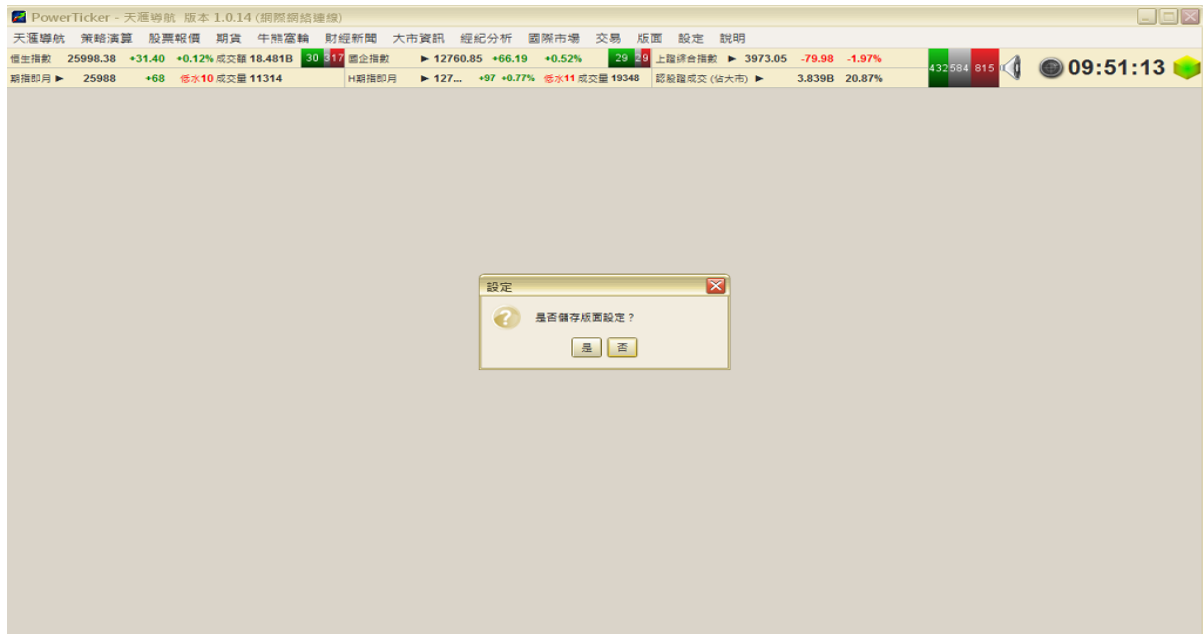 PowerTicker - 天滙導航 版本 1.0.14 (網際網絡連線)
天滙導航 策略演算 股票報價 期貨 牛熊窩輪 財經新聞 大市資訊 經紀分析 國際市場 交易 版面 設定 說明
恒生指數 25998.38 +31.40 +0.12% 成交額 18.481B 30 317 國企指數 ► 12760.85 +66.19 +0.52% 29 29 上證綜合指數 ► 3973.05 -79.98 -1.97%
432 584 815 09:51:13
期指即月 ► 25988 +68 低水10 成交量 11314 H期指即月 ► 127... +97 +0.77% 低水11 成交量 19348 認股證成交 (佔大市) ► 3.839B 20.87%
設定
是否儲存版面設定？
是 否